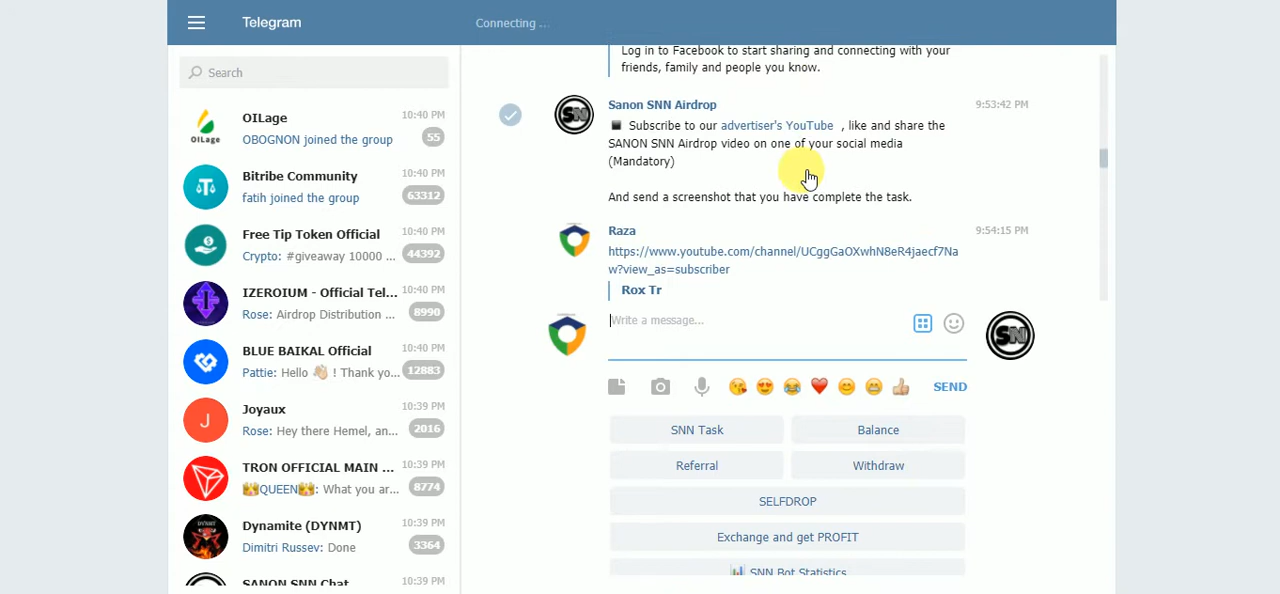 Telegram
Connecting ...
Search
OILage
10:40 PM
OBOGNON joined the group
55
Bitribe Community
10:40 PM
fatih joined the group
63312
Free Tip Token Official
10:40 PM
Crypto: #giveaway 10000 ...
44392
IZEROIUM - Official Tel...
10:40 PM
Rose: Airdrop Distribution ...
8990
BLUE BAIKAL Official
10:40 PM
Pattie: Hello 👋🏼 ! Thank yo...
12883
Joyaux
10:39 PM
Rose: Hey there Hemel, an...
2016
J
TRON OFFICIAL MAIN ...
10:39 PM
👑QUEEN👑: What you ar...
8774
Dynamite (DYNMT)
10:39 PM
Dimitri Russev: Done
3364
SANON SNN Chat
10:39 PM
Log in to Facebook to start sharing and connecting with your
friends, family and people you know.
SN
Sanon SNN Airdrop
9:53:42 PM
◾ Subscribe to our advertiser's YouTube , like and share the
SANON SNN Airdrop video on one of your social media
(Mandatory)
And send a screenshot that you have complete the task.
Raza
9:54:15 PM
https://www.youtube.com/channel/UCggGaOXwhN8eR4jaecf7Na
w?view_as=subscriber
Rox Tr
Write a message...
SN
😘 😍 😂 ❤️ 😊 😁 👍🏼
SEND
SNN Task
Balance
Referral
Withdraw
SELFDROP
Exchange and get PROFIT
📊 SNN Bot Statistics